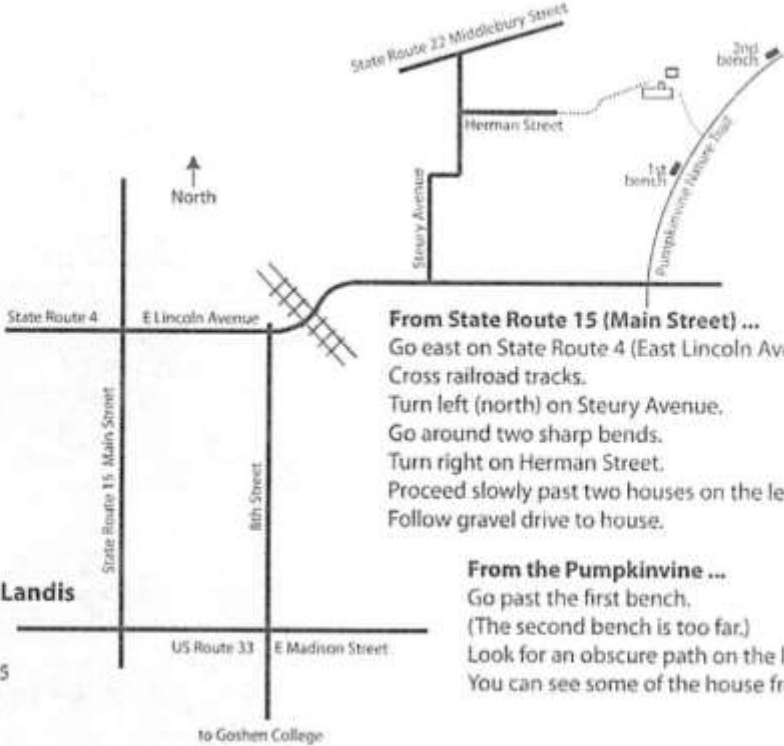 State Route 22 Middlebury Street
2nd
bench
Herman Street
1st
bench
Pumpkinvine Nature Trail
North
Steury Avenue
State Route 4
E Lincoln Avenue
From State Route 15 (Main Street) ...
Go east on State Route 4 (East Lincoln Ave
Cross railroad tracks.
Turn left (north) on Steury Avenue.
Go around two sharp bends.
Turn right on Herman Street.
Proceed slowly past two houses on the le
Follow gravel drive to house.
State Route 15 Main Street
8th Street
Landis
From the Pumpkinvine ...
Go past the first bench.
(The second bench is too far.)
Look for an obscure path on the l
You can see some of the house fr
US Route 33
E Madison Street
5
to Goshen College